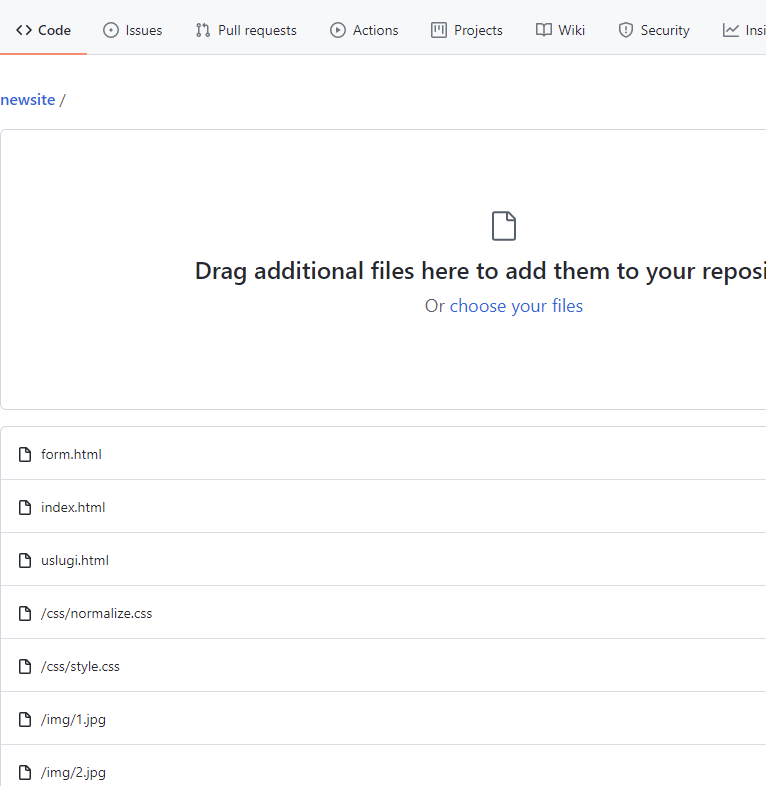 Code Issues Pull requests Actions Projects Wiki Security Insi
newsite /
Drag additional files here to add them to your reposi
Or choose your files
form.html
index.html
uslugi.html
/css/normalize.css
/css/style.css
/img/1.jpg
/img/2.jpg